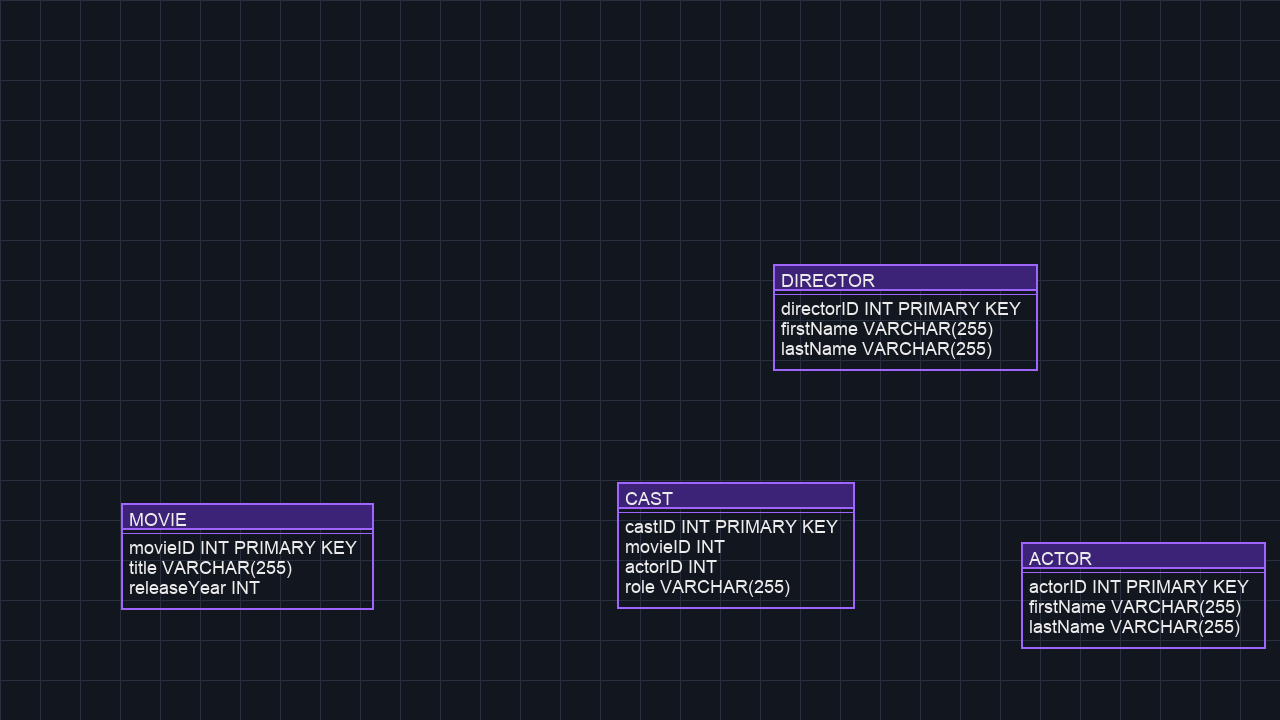 DIRECTOR
directorID INT PRIMARY KEY
firstName VARCHAR(255)
lastName VARCHAR(255)
MOVIE
movieID INT PRIMARY KEY
title VARCHAR(255)
releaseYear INT
CAST
castID INT PRIMARY KEY
movieID INT
actorID INT
role VARCHAR(255)
ACTOR
actorID INT PRIMARY KEY
firstName VARCHAR(255)
lastName VARCHAR(255)